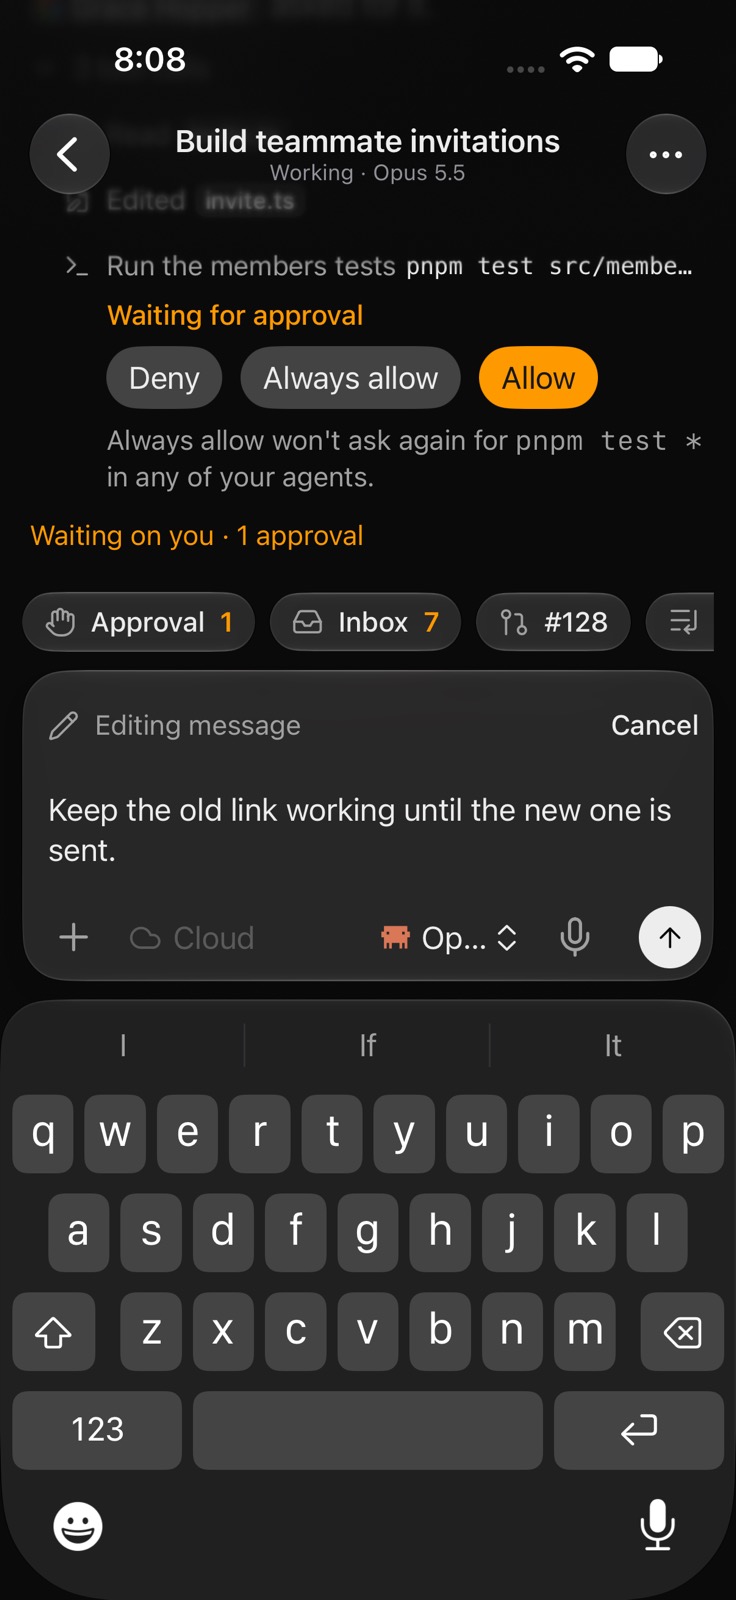 8:08
Build teammate invitations
Working · Opus 5.5
Edited invite.ts
Run the members tests pnpm test src/membe…
Waiting for approval
Deny Always allow Allow
Always allow won't ask again for pnpm test *
in any of your agents.
Waiting on you · 1 approval
Approval 1 Inbox 7 #128
Editing message Cancel
Keep the old link working until the new one is
sent.
Cloud Op...
I If It
q w e r t y u i o p
a s d f g h j k l
z x c v b n m
123